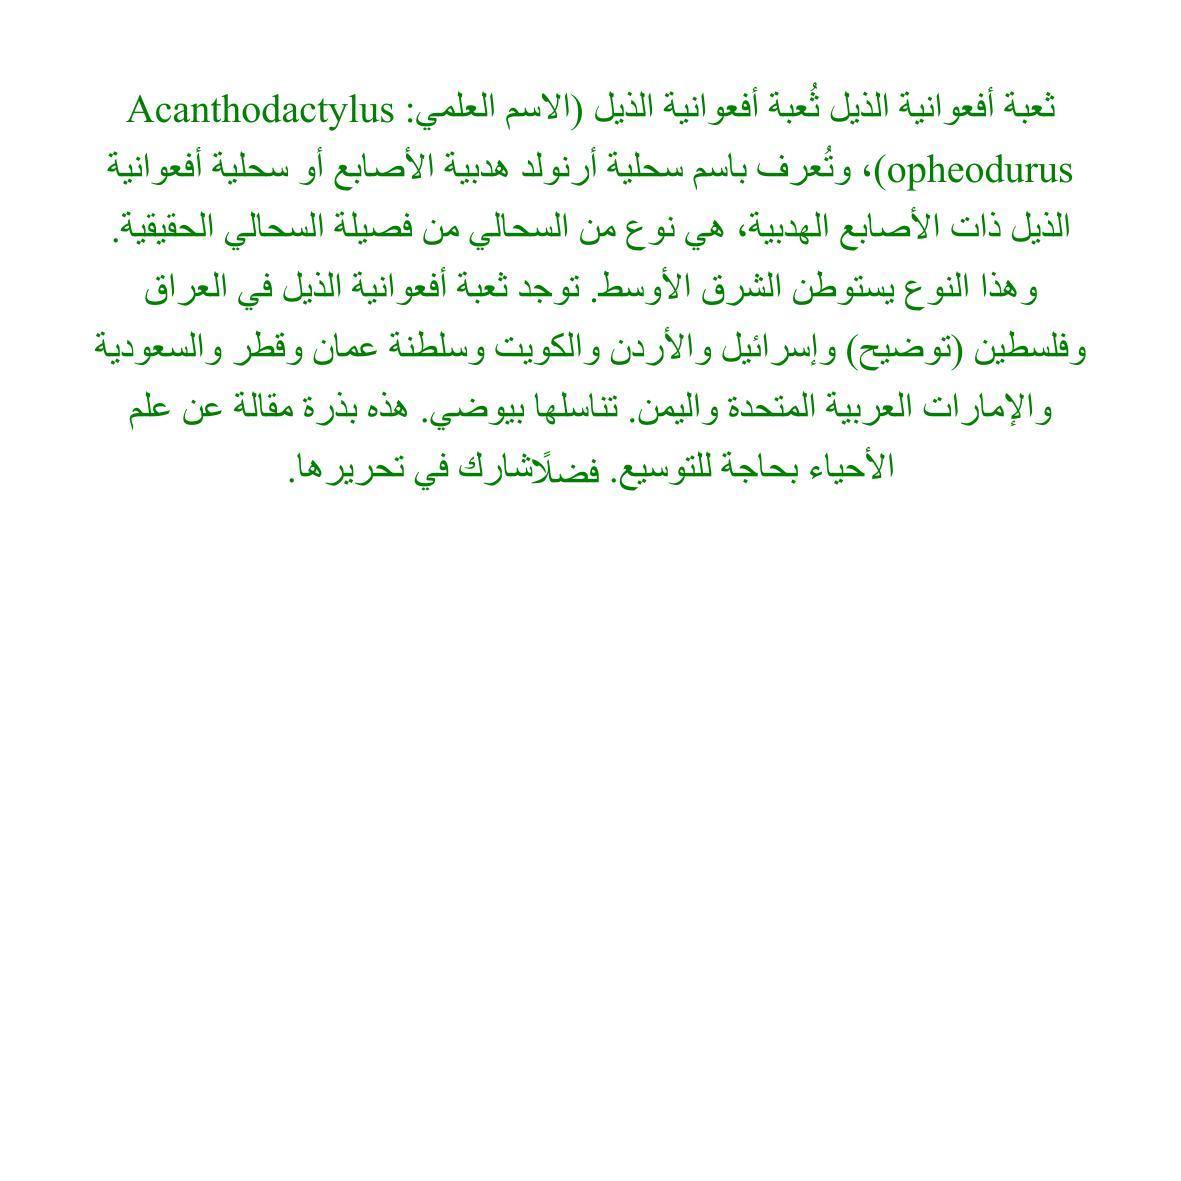 ثعبة أفعوانية الذيل ثُعبة أفعوانية الذيل (الاسم العلمي: Acanthodactylus
opheodurus)، وتُعرف باسم سحلية أرنولد هدبية الأصابع أو سحلية أفعوانية
الذيل ذات الأصابع الهدبية، هي نوع من السحالي من فصيلة السحالي الحقيقية.
وهذا النوع يستوطن الشرق الأوسط. توجد ثعبة أفعوانية الذيل في العراق
وفلسطين (توضيح) وإسرائيل والأردن والكويت وسلطنة عمان وقطر والسعودية
والإمارات العربية المتحدة واليمن. تناسلها بيوضي. هذه بذرة مقالة عن علم
الأحياء بحاجة للتوسيع. فضلًاشارك في تحريرها.